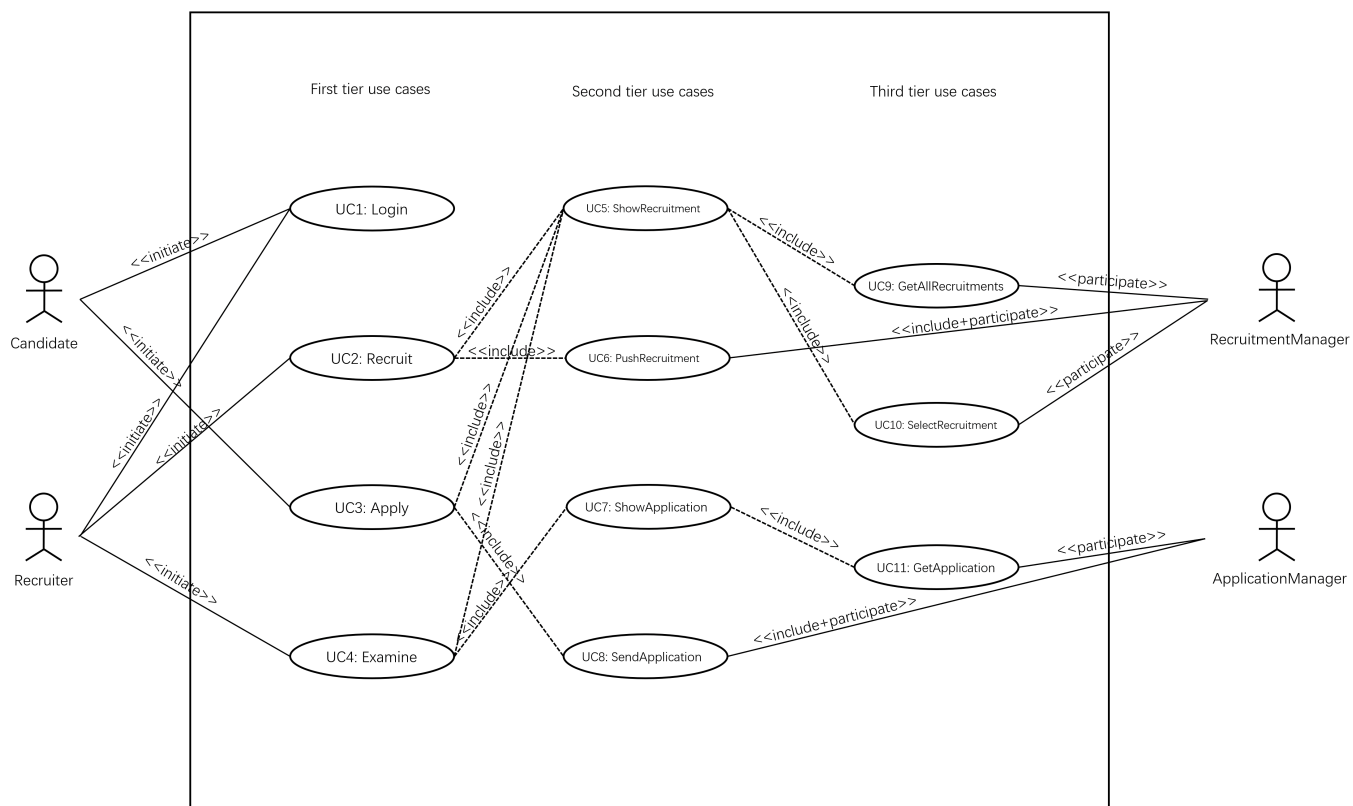 First tier use cases
Second tier use cases
Third tier use cases
UC1: Login
UC5: ShowRecruitment
<<initiate>>
<<include>>
UC9: GetAllRecruitments
<<participate>>
<<include>>
<<include+participate>>
<<include>>
Candidate
RecruitmentManager
<<initiate>>
UC2: Recruit
<<include>>
UC6: PushRecruitment
<<participate>>
<<initiate>>
<<initiate>>
<<include>>
UC10: SelectRecruitment
<<include>>
UC3: Apply
UC7: ShowApplication
<<include>>
<<include>>
<<participate>>
Recruiter
<<initiate>>
UC11: GetApplication
ApplicationManager
<<include>>
<<include+participate>>
UC4: Examine
UC8: SendApplication